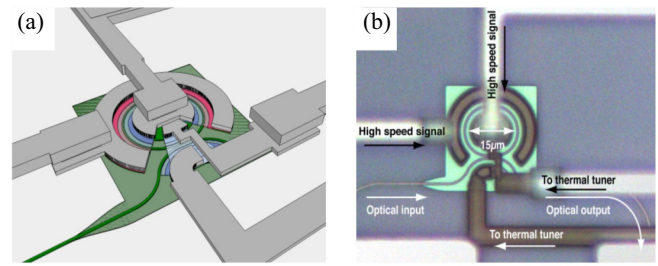 (a)
(b)
High speed signal
High speed signal
15μm
To thermal tuner
Optical input
Optical output
To thermal tuner